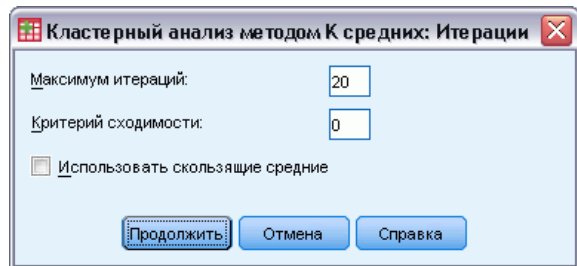 Кластерный анализ методом К средних: Итерации
Максимум итераций: 20
Критерий сходимости: 0
Использовать скользящие средние
Продолжить Отмена Справка